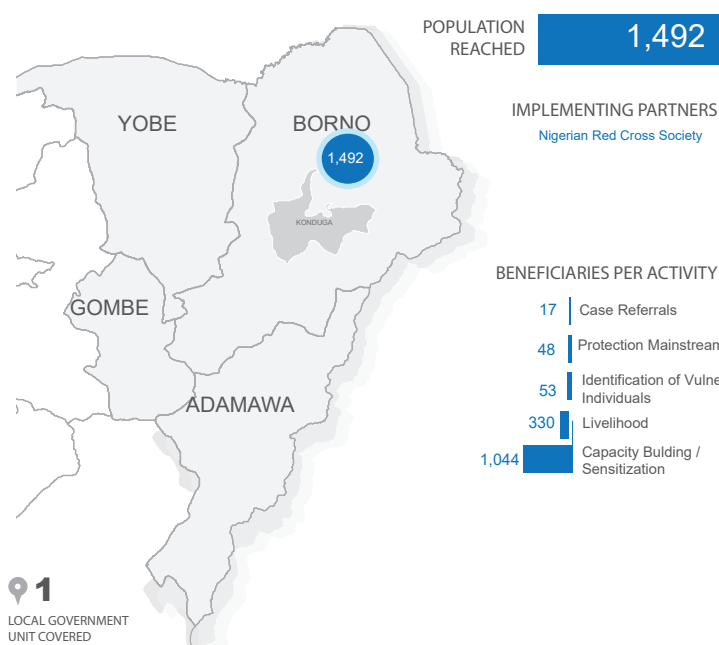 POPULATION
REACHED
1,492
IMPLEMENTING PARTNERS
Nigerian Red Cross Society
YOBE
BORNO
1,492
KONDUGA
GOMBE
ADAMAWA
BENEFICIARIES PER ACTIVITY
17 Case Referrals
48 Protection Mainstream
53 Identification of Vulne
Individuals
330 Livelihood
1,044 Capacity Bulding /
Sensitization
1
LOCAL GOVERNMENT
UNIT COVERED